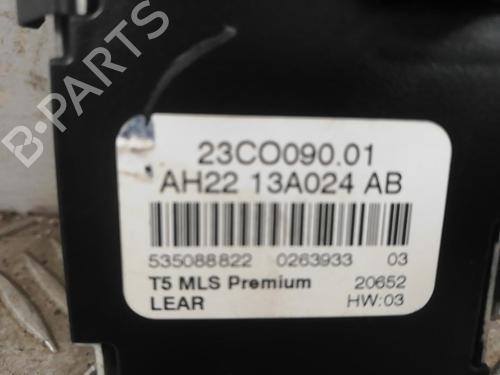 B-Parts
23CO090.01
AH22 13A024 AB
535088822 0263933 03
T5 MLS Premium 20652
LEAR HW:03